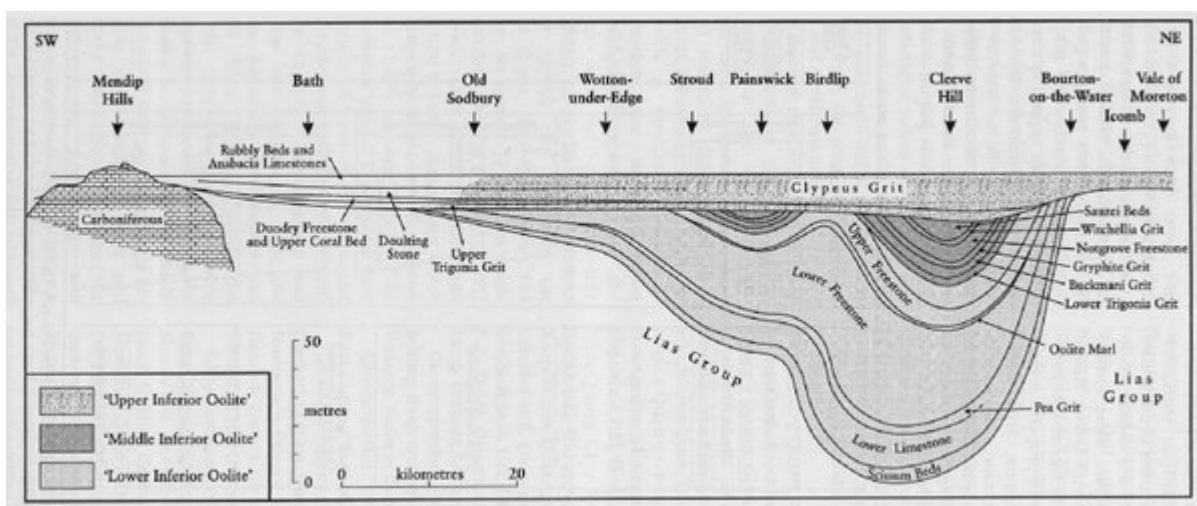 SW
NE
Mendip
Hills
Bath
Old
Sodbury
Wotton-
under-Edge
Stroud
Painswick
Birdlip
Cleeve
Hill
Bourton-
on-the-Water
Icomb
Vale of
Moreton
Rubbly Beds and
Anabacia Limestones
Clypeus Grit
Carboniferous
Dundry Freestone
and Upper Coral Bed
Doulting
Stone
Upper
Trigonia Grit
Sauzei Beds
Witchellia Grit
Notgrove Freestone
Gryphite Grit
Buckmani Grit
Lower Trigonia Grit
Upper Freestone
Lower Freestone
Oolite Marl
Lias Group
Lias
Group
Pea Grit
Lower Limestone
Scissum Beds
50
metres
0
0 kilometres 20
'Upper Inferior Oolite'
'Middle Inferior Oolite'
'Lower Inferior Oolite'